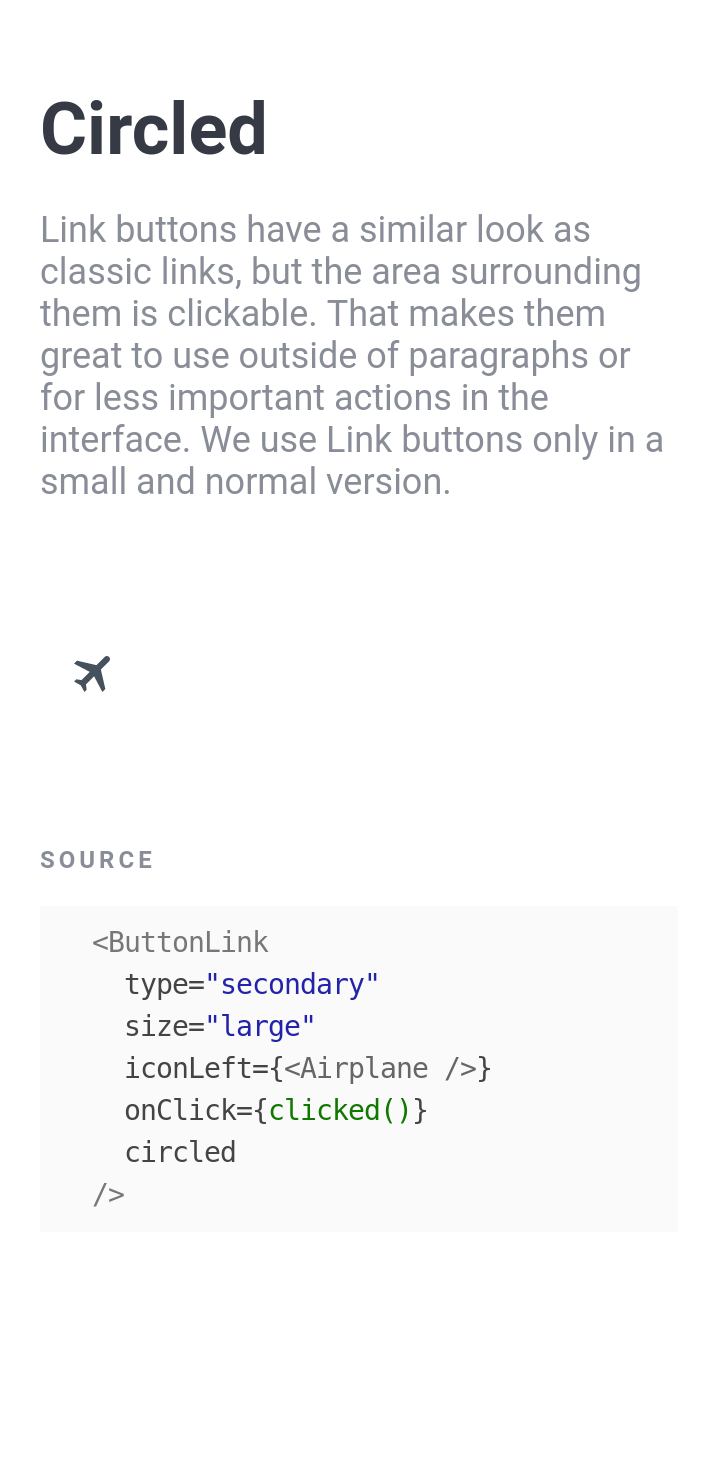 Circled
Link buttons have a similar look as
classic links, but the area surrounding
them is clickable. That makes them
great to use outside of paragraphs or
for less important actions in the
interface. We use Link buttons only in a
small and normal version.
SOURCE
<ButtonLink
type="secondary"
size="large"
iconLeft={<Airplane />}
onClick={clicked()}
circled
/>